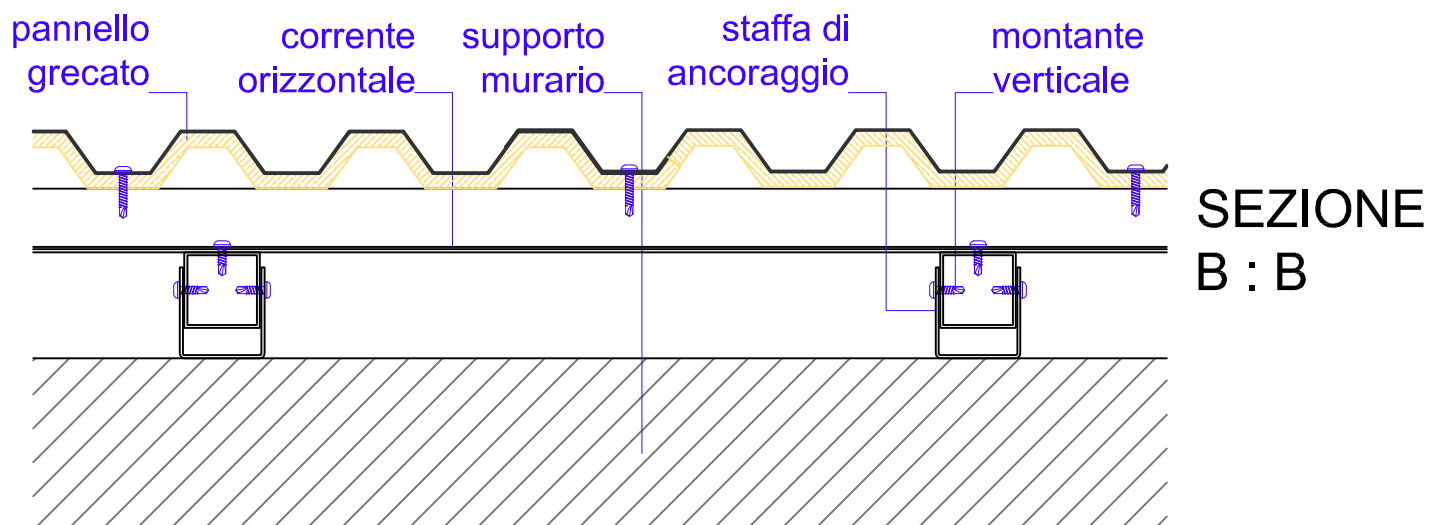 pannello
grecato
corrente
orizzontale
supporto
murario
staffa di
ancoraggio
montante
verticale
SEZIONE
B : B